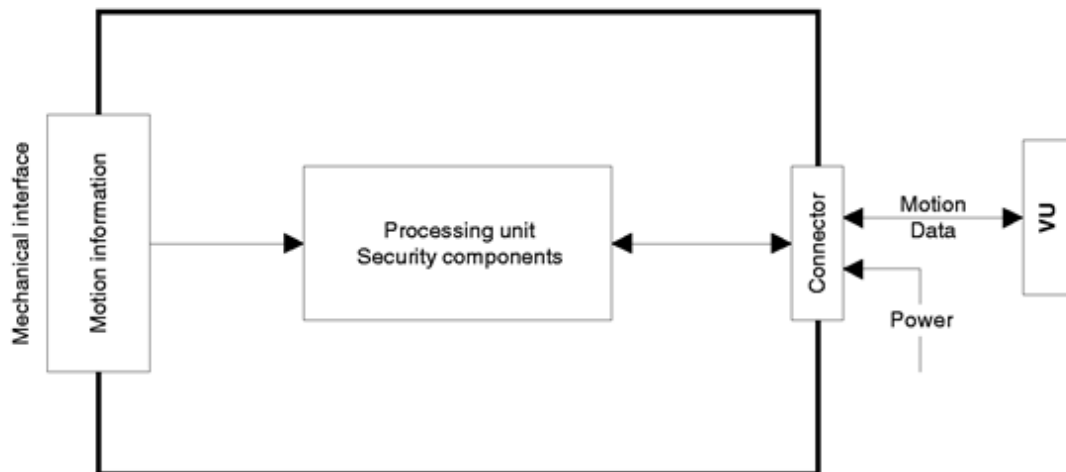 Mechanical interface
Motion information
Processing unit
Security components
Connector
Motion
Data
Power
VU